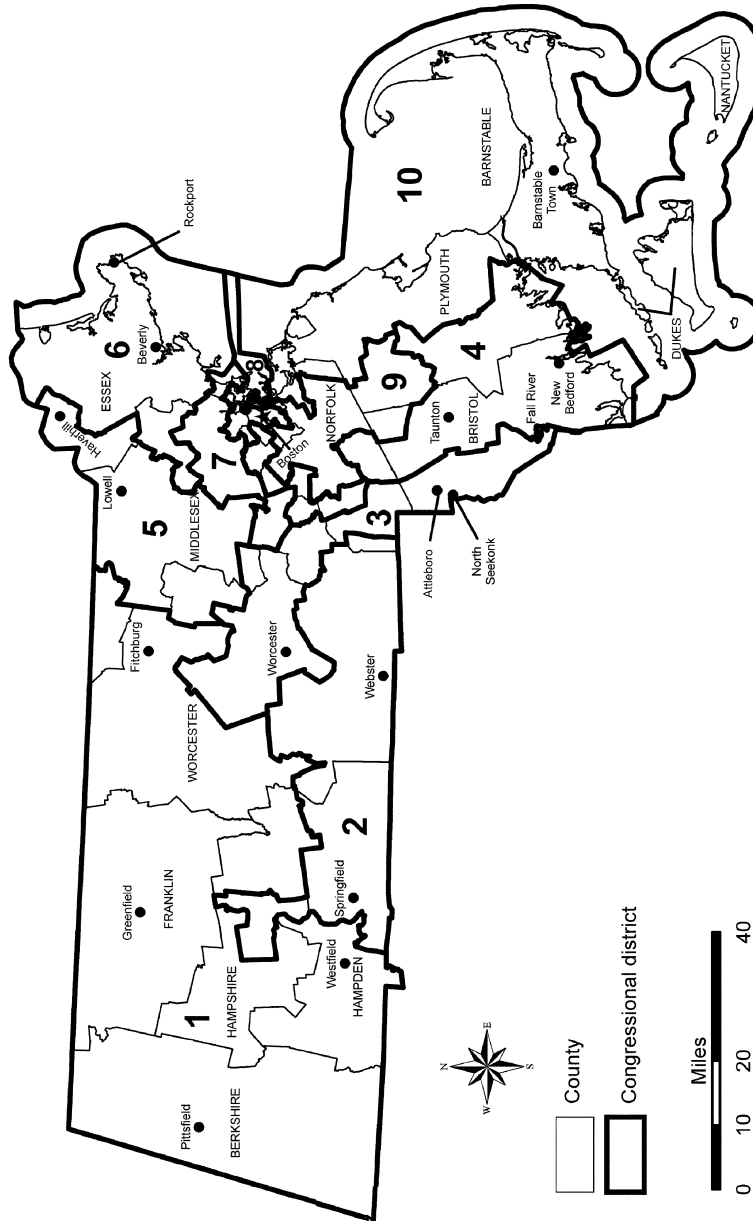 Rockport
Haverhill
ESSEX
6
Beverly
Lowell
5
MIDDLESEX
7
8
Boston
Fitchburg
Worcester
WORCESTER
Greenfield
FRANKLIN
Pittsfield
BERKSHIRE
1
HAMPSHIRE
Westfield
HAMPDEN
Springfield
2
Webster
3
NORFOLK
9
Attleboro
North
Seekonk
Taunton
BRISTOL
Fall River
New
Bedford
4
PLYMOUTH
10
BARNSTABLE
Barnstable
Town
DUKES
NANTUCKET
N
W
E
S
County
Congressional district
Miles
0
10
20
40